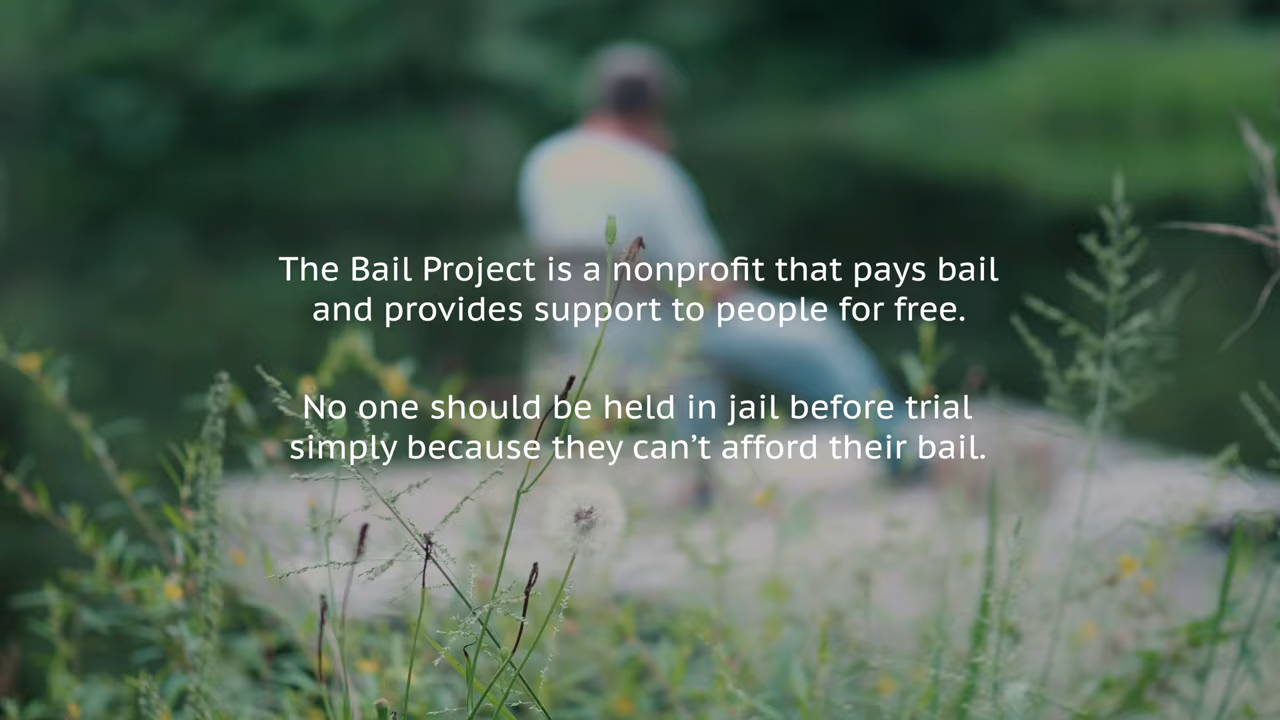 The Bail Project is a nonprofit that pays bail
and provides support to people for free.
No one should be held in jail before trial
simply because they can’t afford their bail.